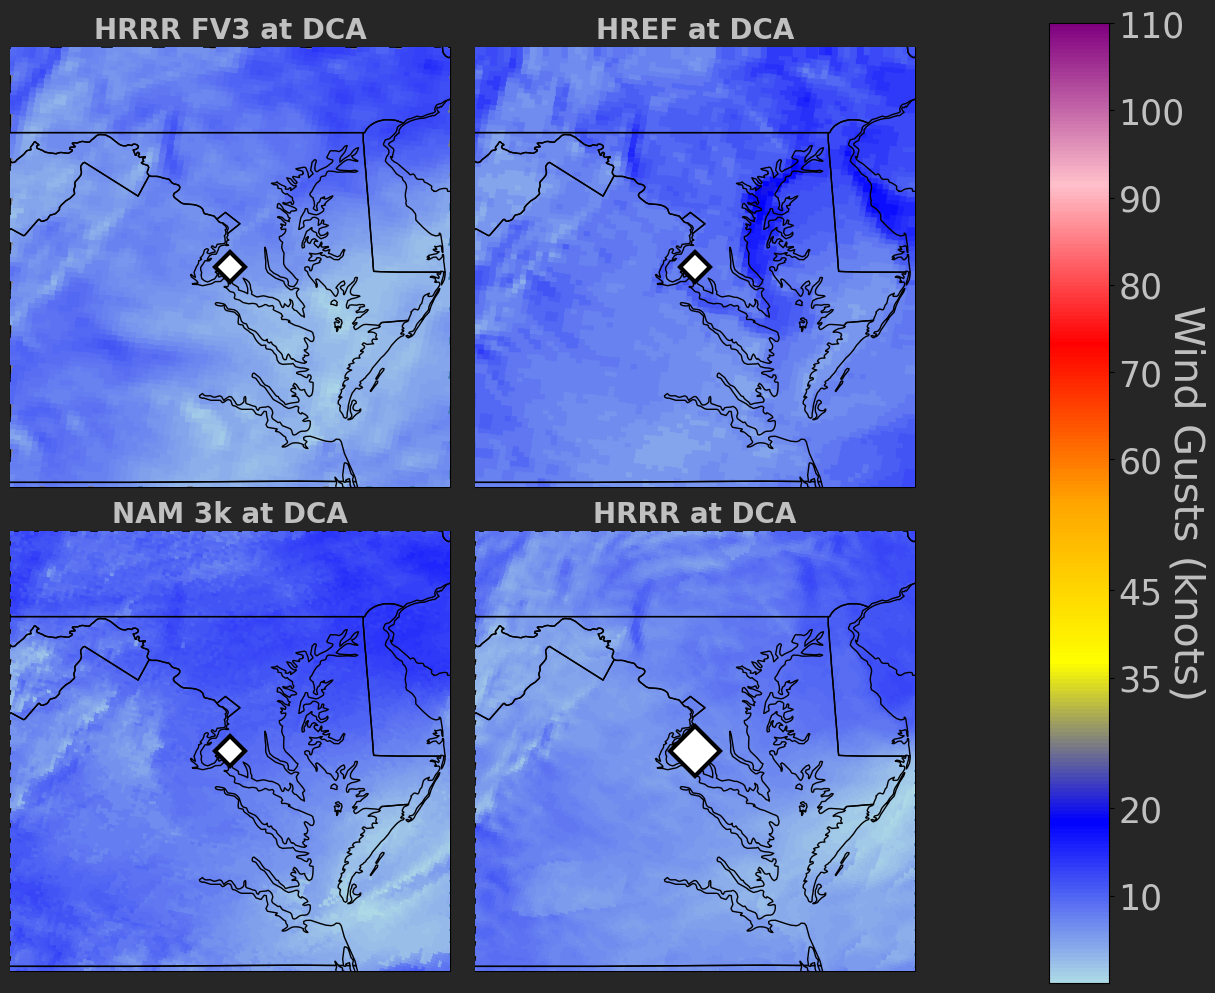 HRRR FV3 at DCA
HREF at DCA
NAM 3k at DCA
HRRR at DCA
110
100
90
80
70
60
45
35
20
10
Wind Gusts (knots)